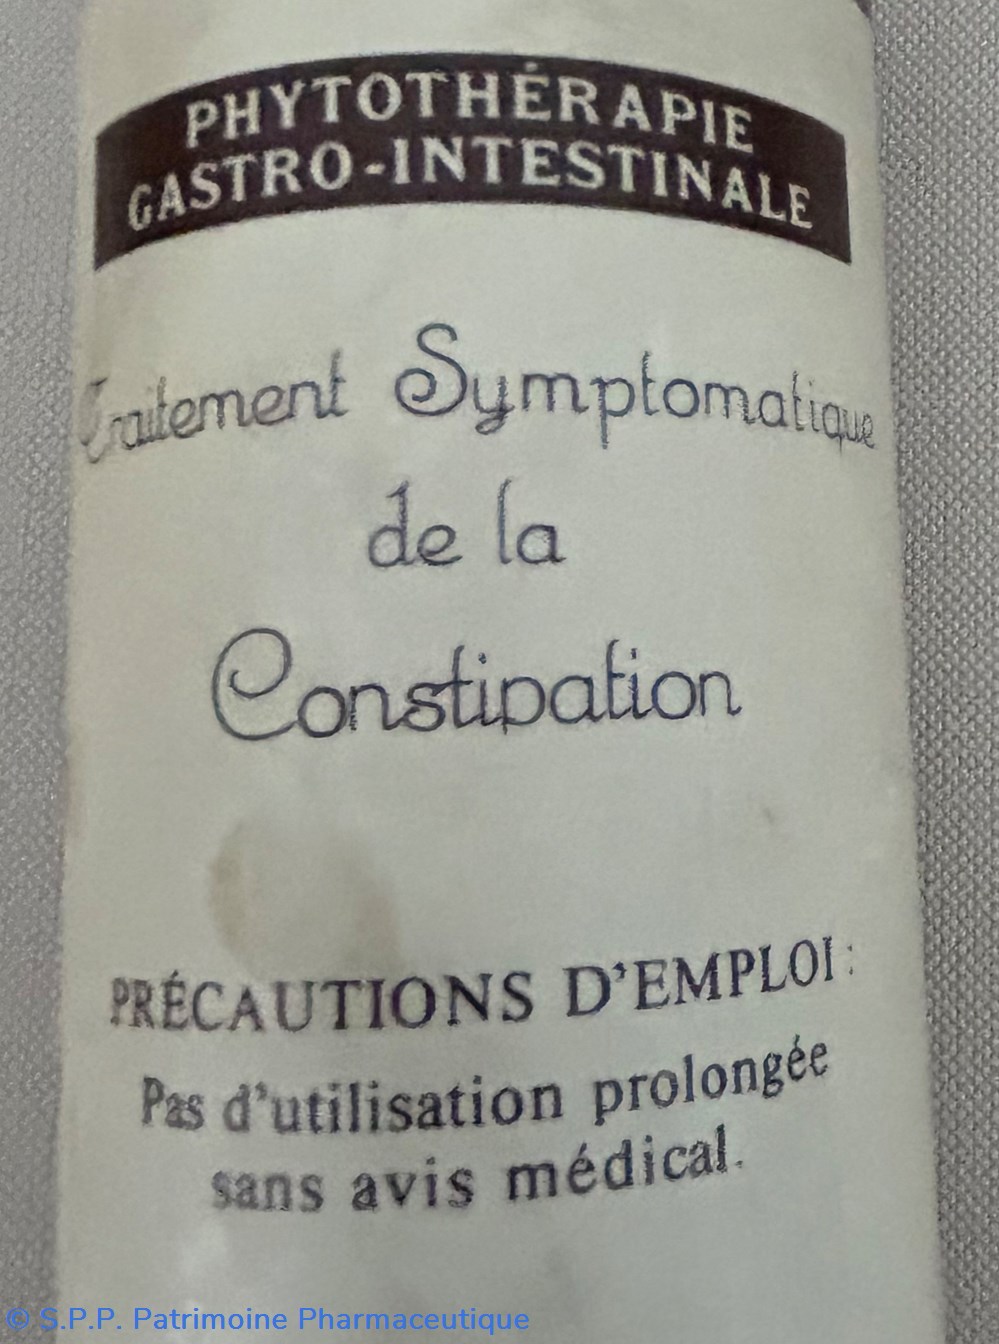 PHYTOTHÉRAPIE
GASTRO-INTESTINALE
Traitement Symptomatique
de la
Constipation
PRÉCAUTIONS D'EMPLOI :
Pas d'utilisation prolongée
sans avis médical.
© S.P.P. Patrimoine Pharmaceutique